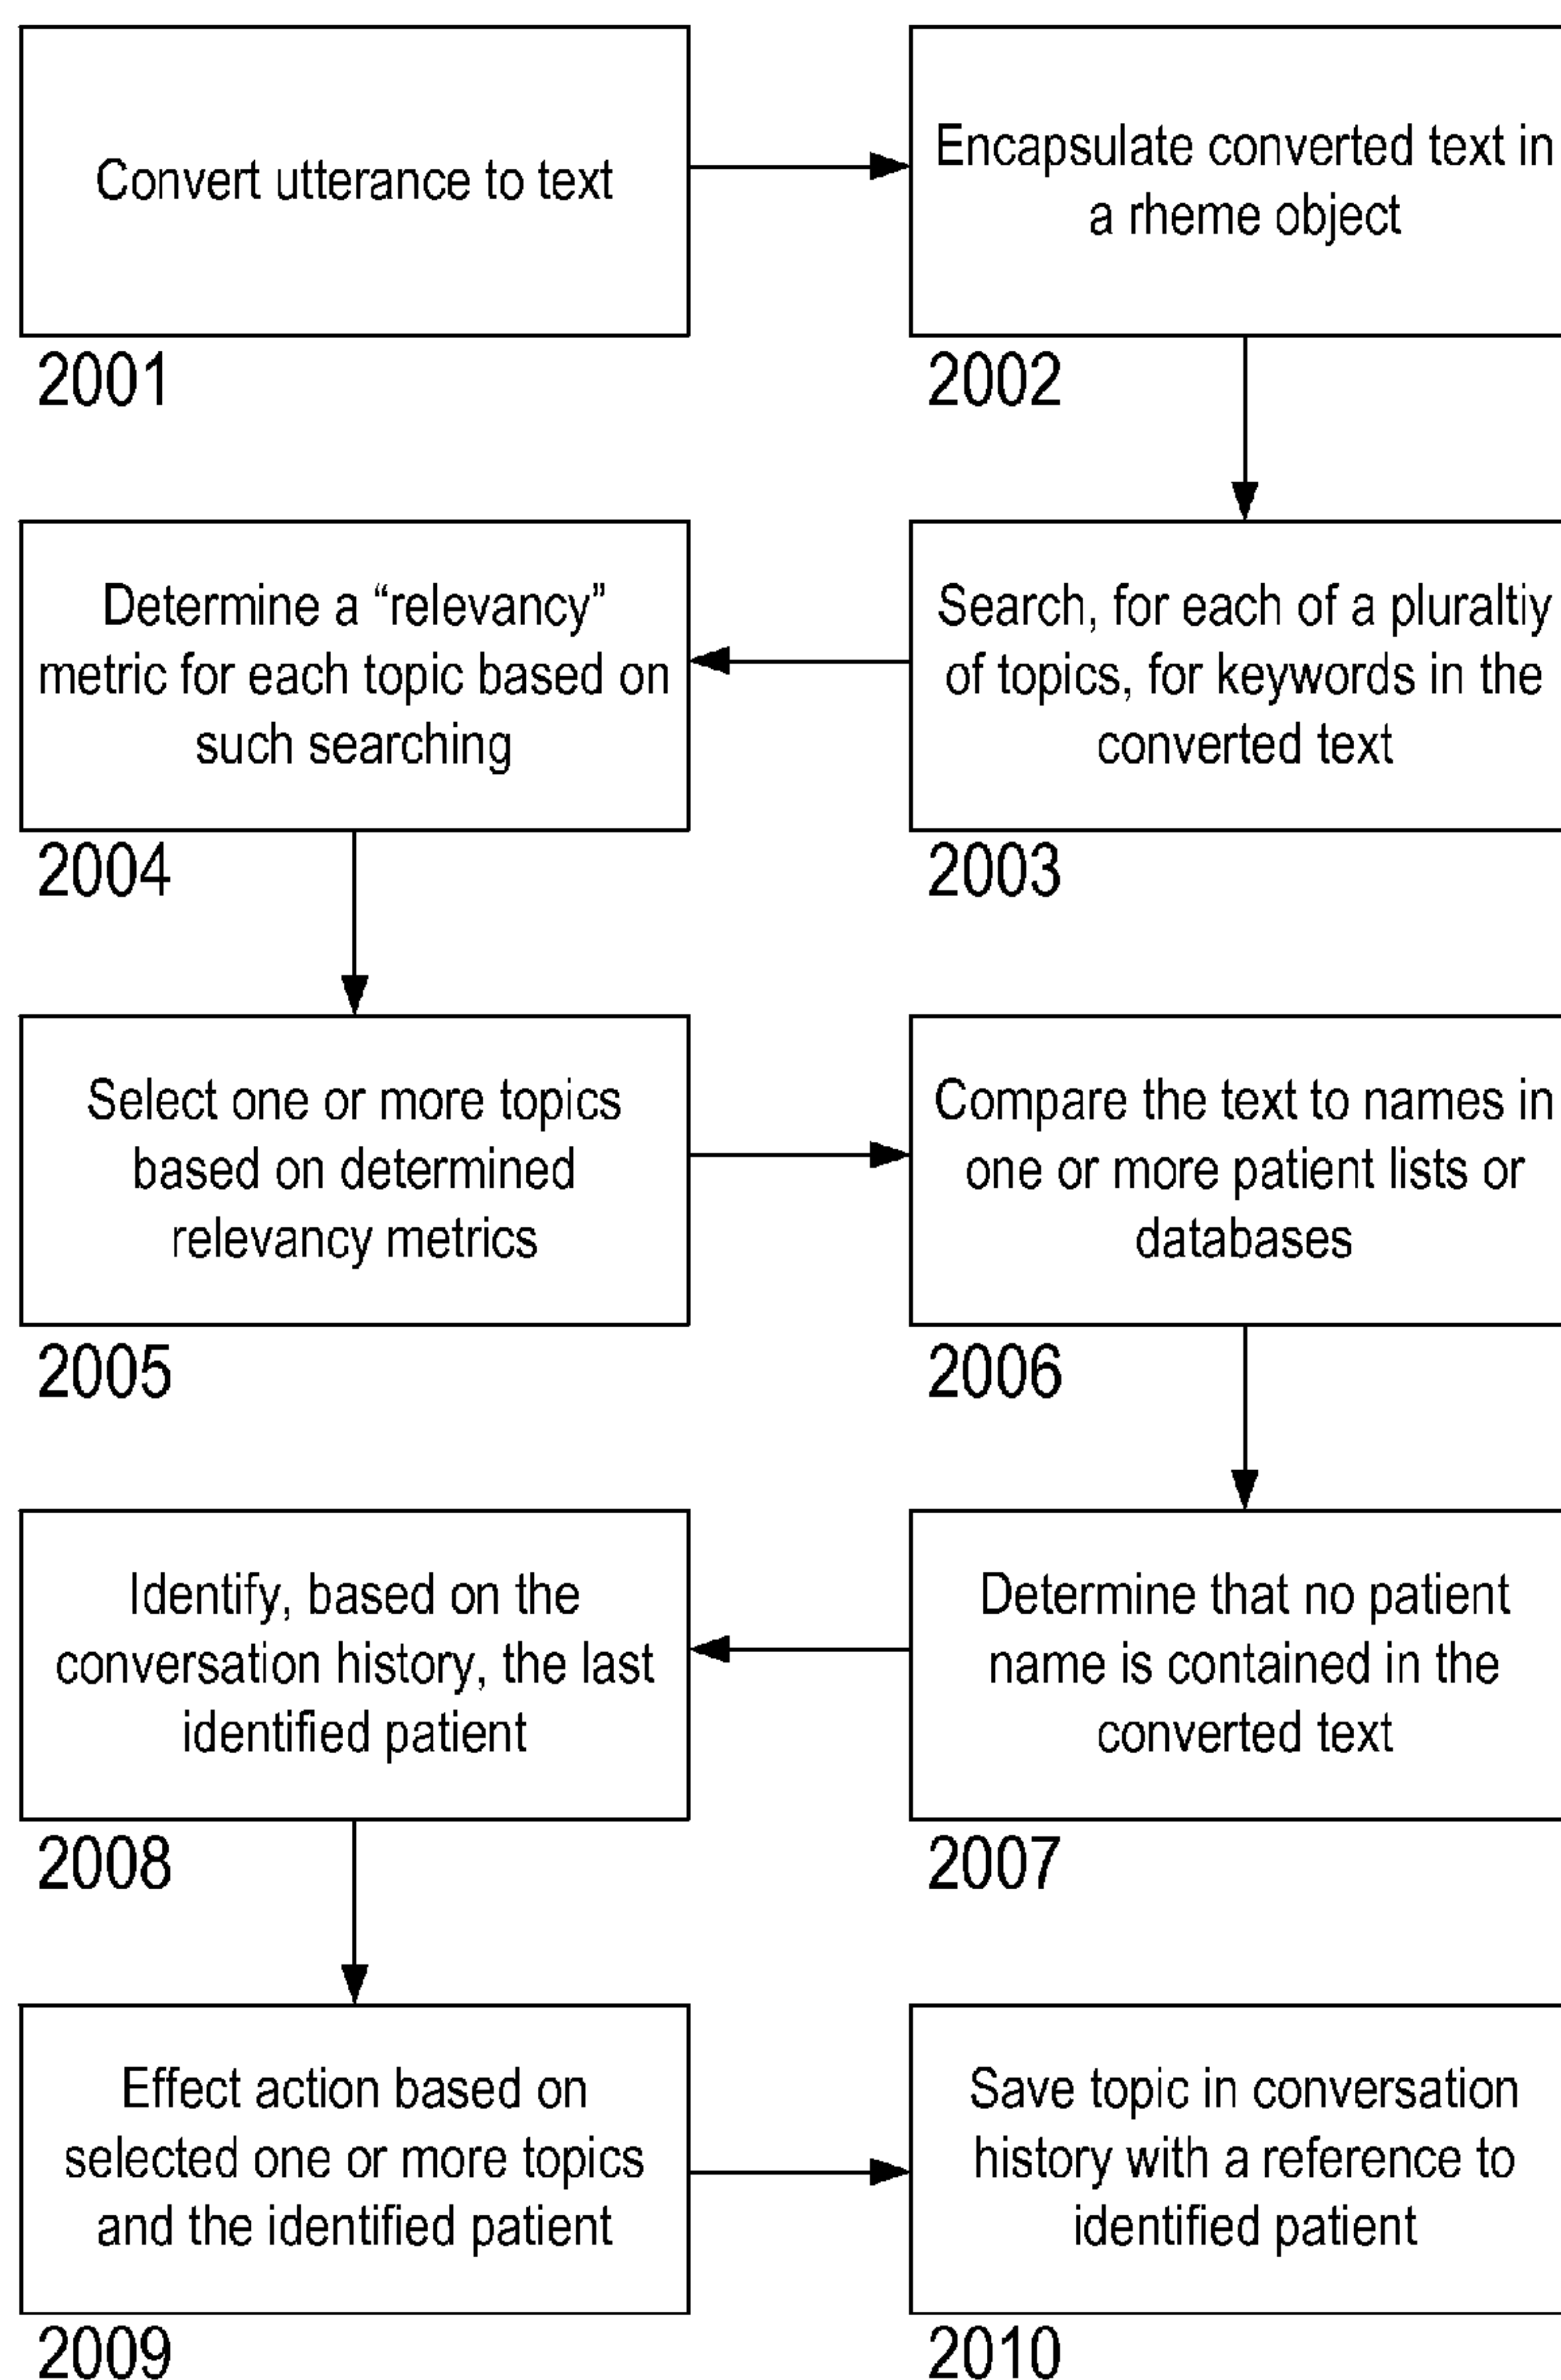 Convert utterance to text
2001
Encapsulate converted text in
a rheme object
2002
Search, for each of a pluraltiy
of topics, for keywords in the
converted text
2003
Determine a “relevancy”
metric for each topic based on
such searching
2004
Select one or more topics
based on determined
relevancy metrics
2005
Compare the text to names in
one or more patient lists or
databases
2006
Determine that no patient
name is contained in the
converted text
2007
Identify, based on the
conversation history, the last
identified patient
2008
Effect action based on
selected one or more topics
and the identified patient
2009
Save topic in conversation
history with a reference to
identified patient
2010